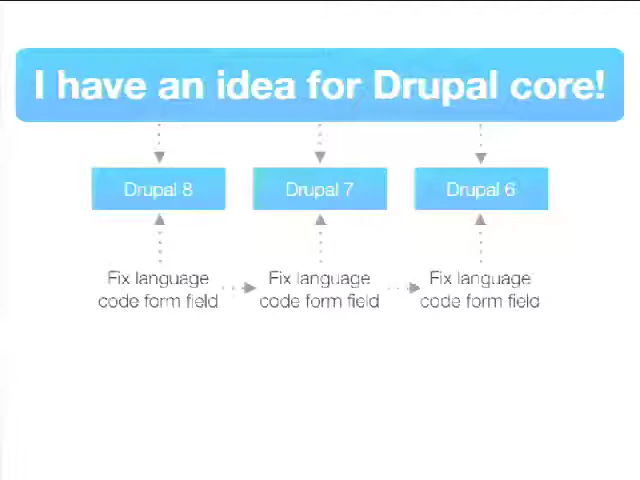 I have an idea for Drupal core!
Drupal 8 Drupal 7 Drupal 6
Fix language Fix language Fix language
code form field code form field code form field